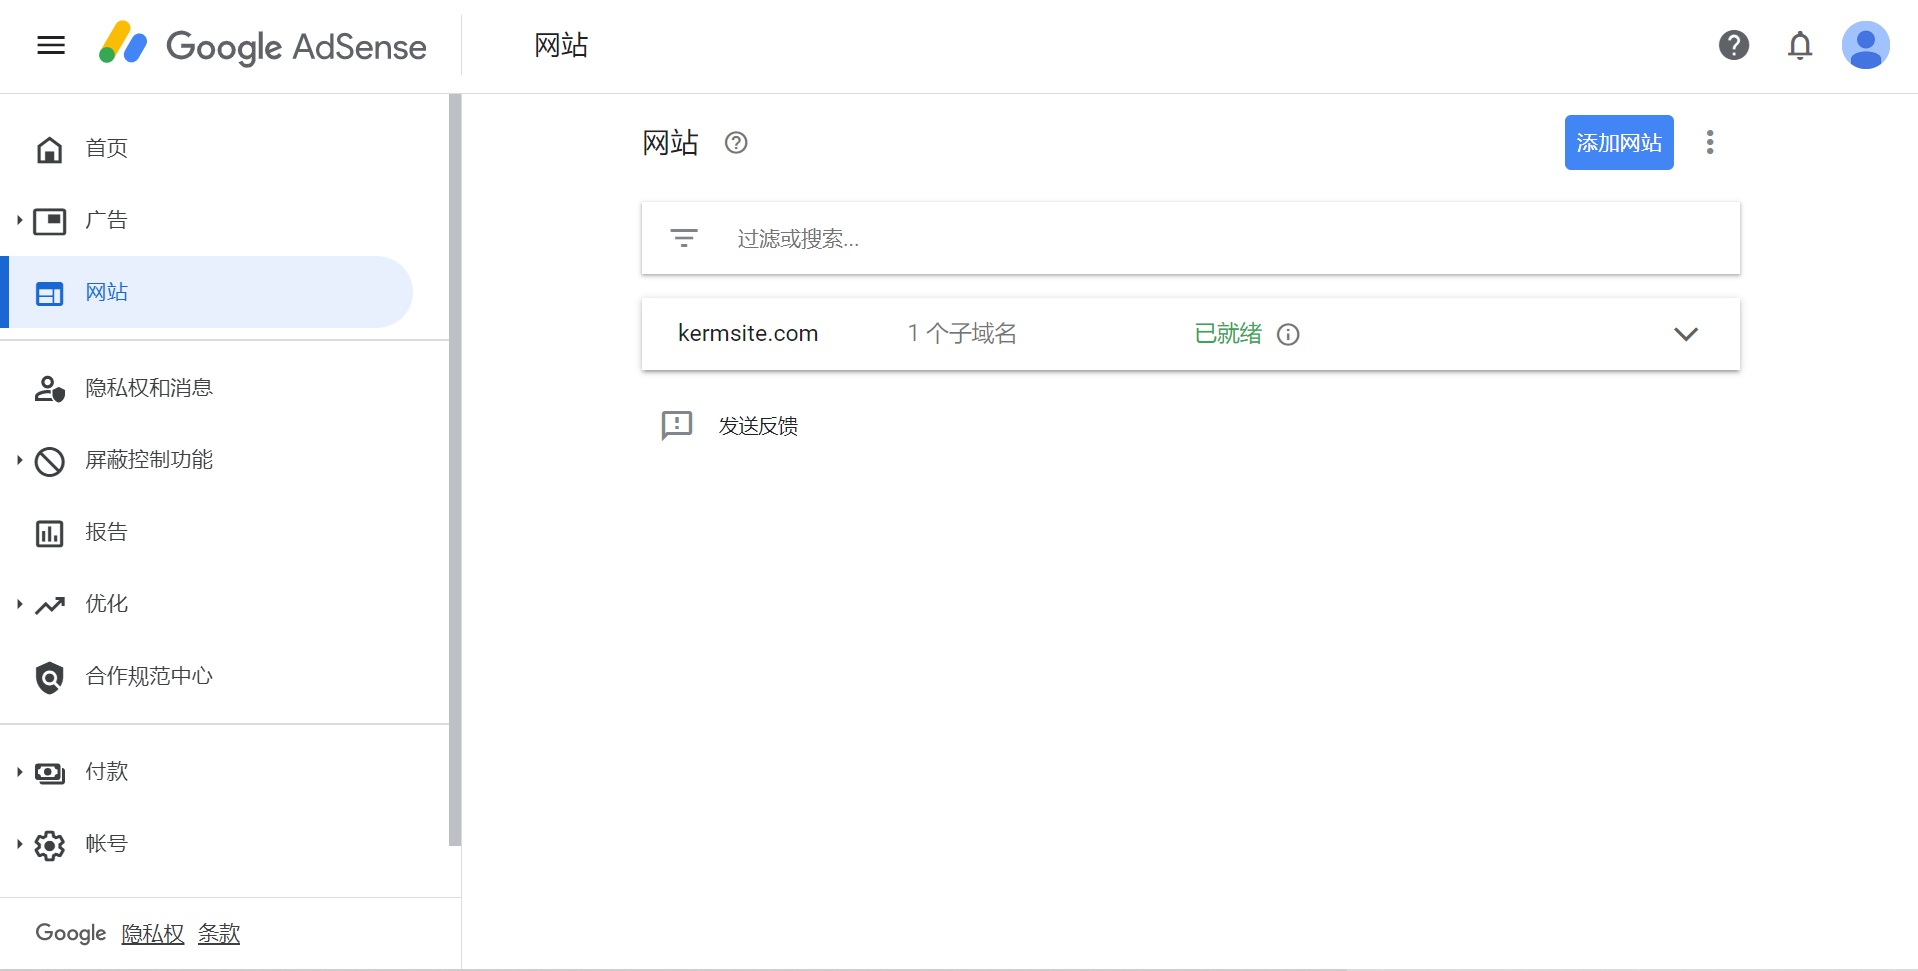 Google AdSense
网站
首页
广告
网站
隐私权和消息
屏蔽控制功能
报告
优化
合作规范中心
付款
帐号
Google 隐私权 条款
网站
添加网站
过滤或搜索...
kermsite.com 1 个子域名 已就绪
发送反馈